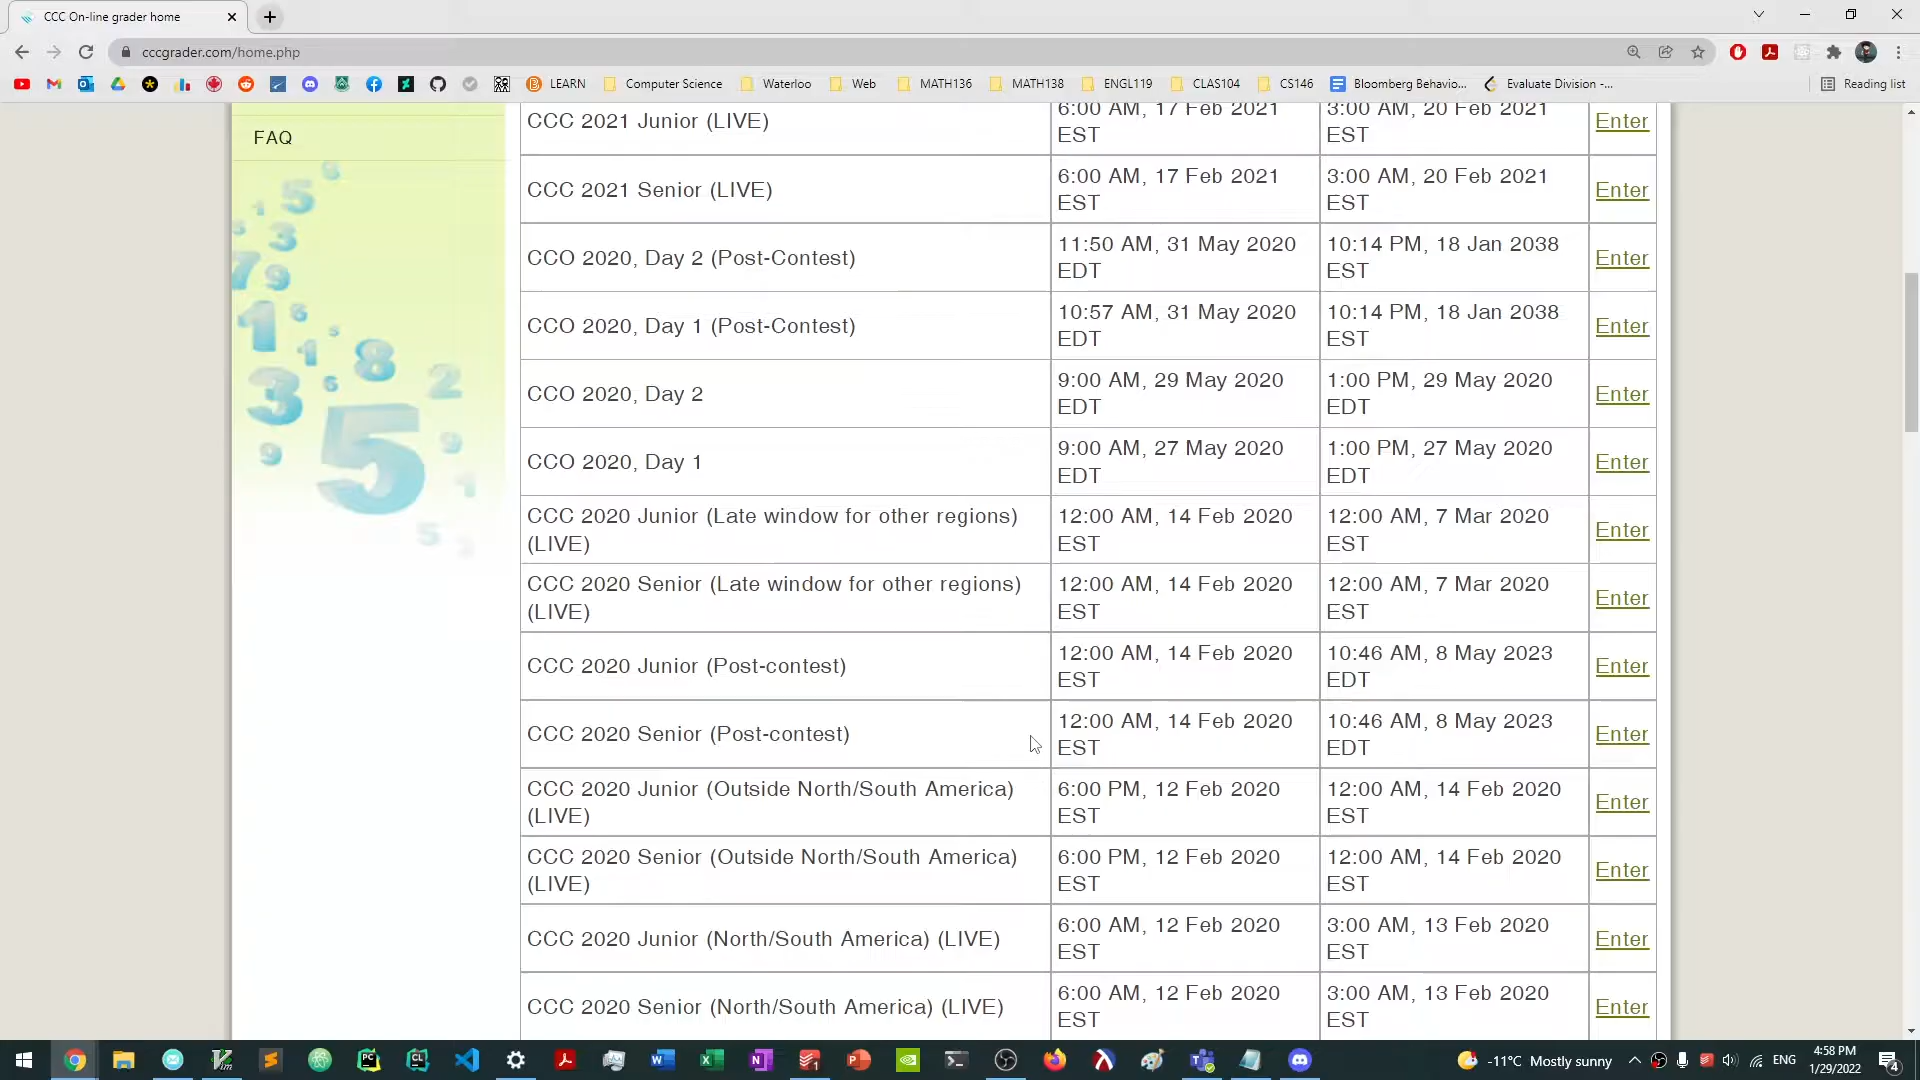 CCC On-line grader home
cccgrader.com/home.php
LEARN
Computer Science
Waterloo
Web
MATH136
MATH138
ENGL119
CLAS104
CS146
Bloomberg Behavio...
Evaluate Division -...
Reading list
FAQ
CCC 2021 Junior (LIVE)
6:00 AM, 17 Feb 2021
EST
3:00 AM, 20 Feb 2021
EST
Enter
CCC 2021 Senior (LIVE)
6:00 AM, 17 Feb 2021
EST
3:00 AM, 20 Feb 2021
EST
Enter
CCO 2020, Day 2 (Post-Contest)
11:50 AM, 31 May 2020
EDT
10:14 PM, 18 Jan 2038
EST
Enter
CCO 2020, Day 1 (Post-Contest)
10:57 AM, 31 May 2020
EDT
10:14 PM, 18 Jan 2038
EST
Enter
CCO 2020, Day 2
9:00 AM, 29 May 2020
EDT
1:00 PM, 29 May 2020
EDT
Enter
CCO 2020, Day 1
9:00 AM, 27 May 2020
EDT
1:00 PM, 27 May 2020
EDT
Enter
CCC 2020 Junior (Late window for other regions)
(LIVE)
12:00 AM, 14 Feb 2020
EST
12:00 AM, 7 Mar 2020
EST
Enter
CCC 2020 Senior (Late window for other regions)
(LIVE)
12:00 AM, 14 Feb 2020
EST
12:00 AM, 7 Mar 2020
EST
Enter
CCC 2020 Junior (Post-contest)
12:00 AM, 14 Feb 2020
EST
10:46 AM, 8 May 2023
EDT
Enter
CCC 2020 Senior (Post-contest)
12:00 AM, 14 Feb 2020
EST
10:46 AM, 8 May 2023
EDT
Enter
CCC 2020 Junior (Outside North/South America)
(LIVE)
6:00 PM, 12 Feb 2020
EST
12:00 AM, 14 Feb 2020
EST
Enter
CCC 2020 Senior (Outside North/South America)
(LIVE)
6:00 PM, 12 Feb 2020
EST
12:00 AM, 14 Feb 2020
EST
Enter
CCC 2020 Junior (North/South America) (LIVE)
6:00 AM, 12 Feb 2020
EST
3:00 AM, 13 Feb 2020
EST
Enter
CCC 2020 Senior (North/South America) (LIVE)
6:00 AM, 12 Feb 2020
EST
3:00 AM, 13 Feb 2020
EST
Enter
-11°C Mostly sunny
ENG
4:58 PM
1/29/2022